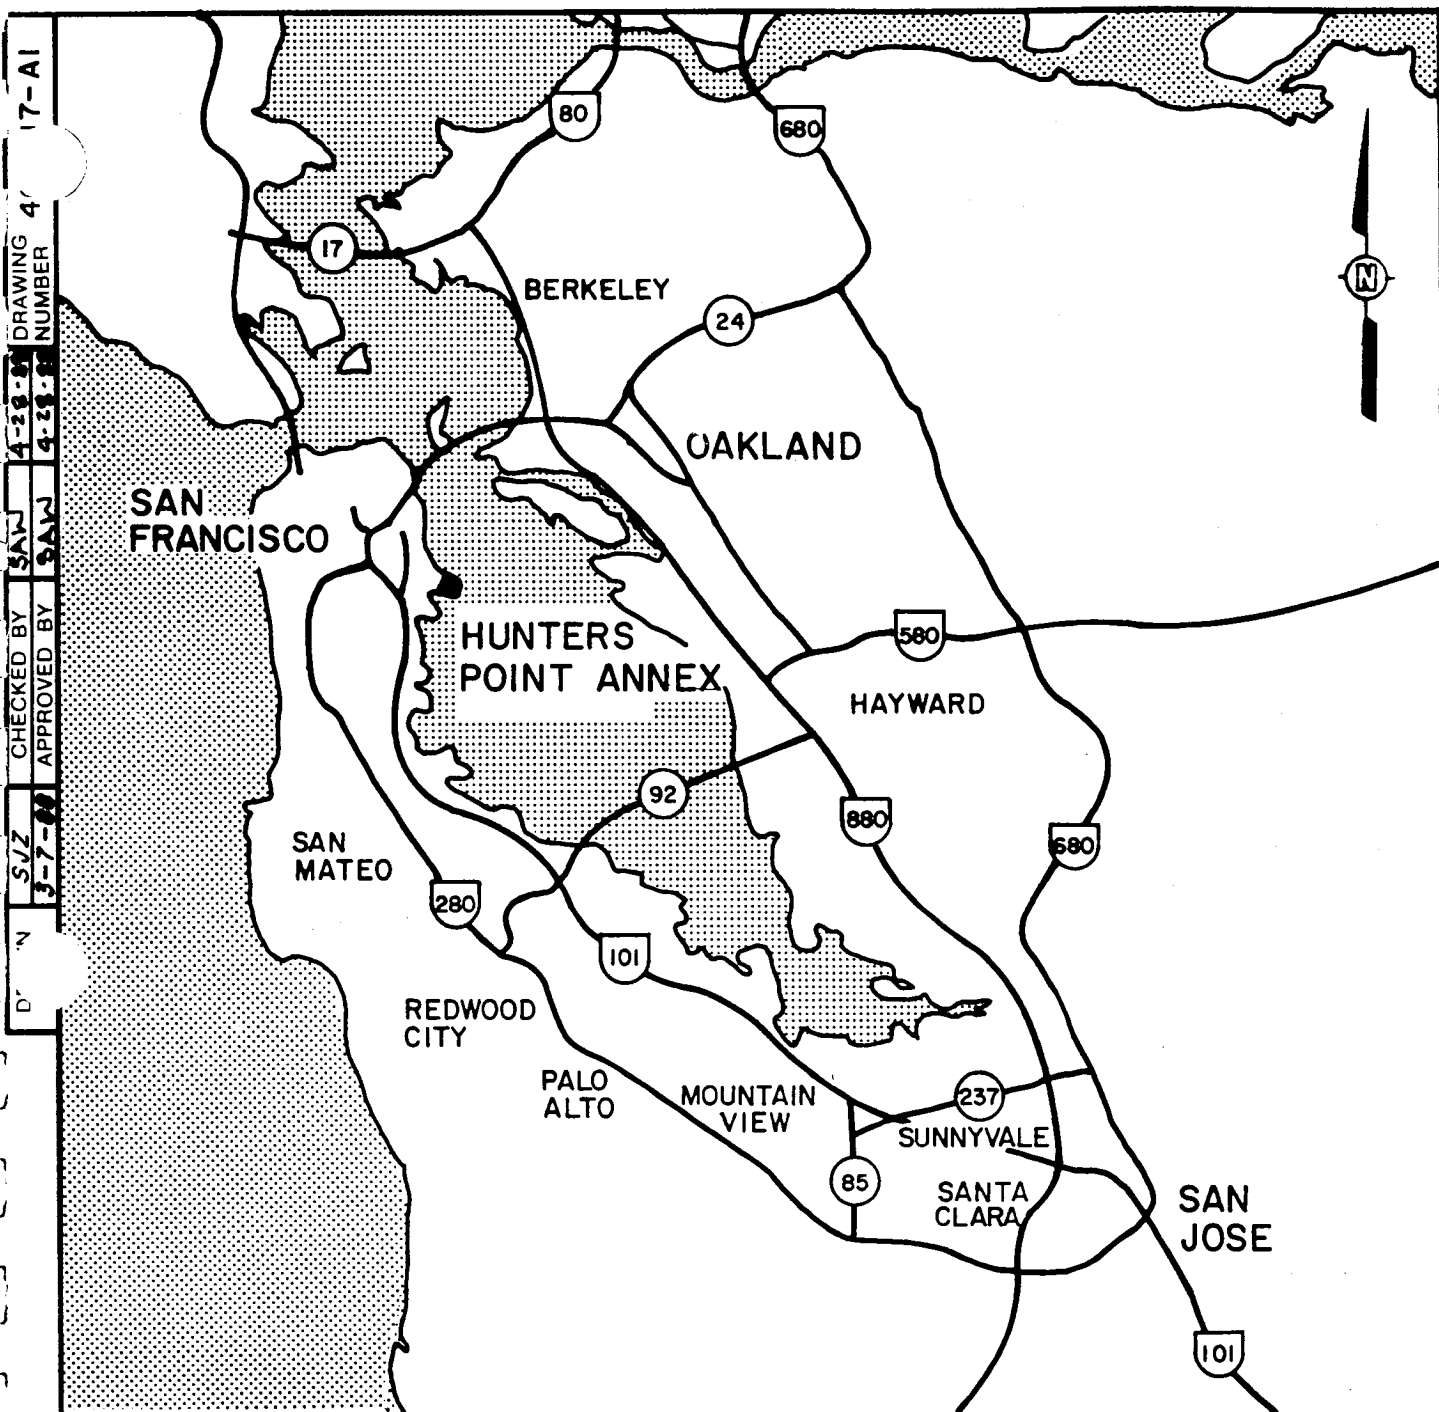 80
680
17
BERKELEY
24
N
OAKLAND
SAN
FRANCISCO
HUNTERS
POINT ANNEX
580
HAYWARD
92
880
680
SAN
MATEO
280
101
REDWOOD
CITY
PALO
ALTO
MOUNTAIN
VIEW
237
SUNNYVALE
85
SANTA
CLARA
SAN
JOSE
101
DRAWING
NUMBER
17-A1
CHECKED BY SAW
APPROVED BY SAW
SJZ